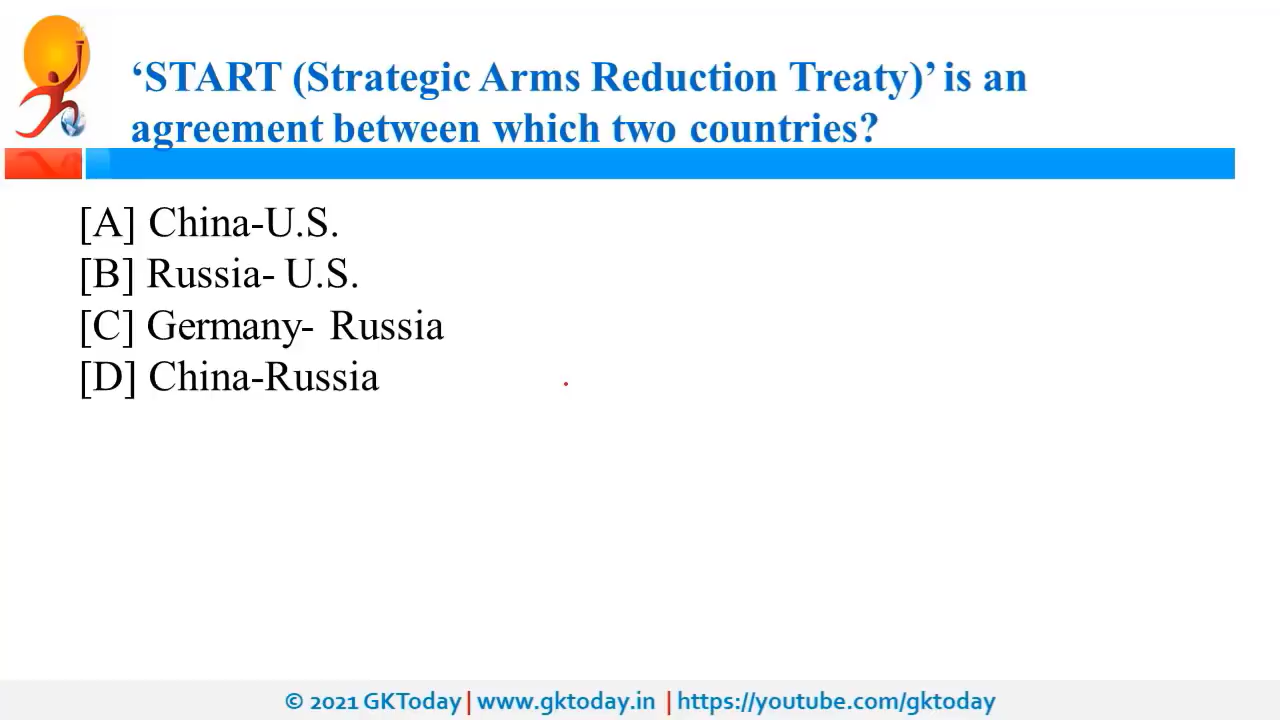 ‘START (Strategic Arms Reduction Treaty)’ is an
agreement between which two countries?
[A] China-U.S.
[B] Russia- U.S.
[C] Germany- Russia
[D] China-Russia
© 2021 GKToday | www.gktoday.in | https://youtube.com/gktoday